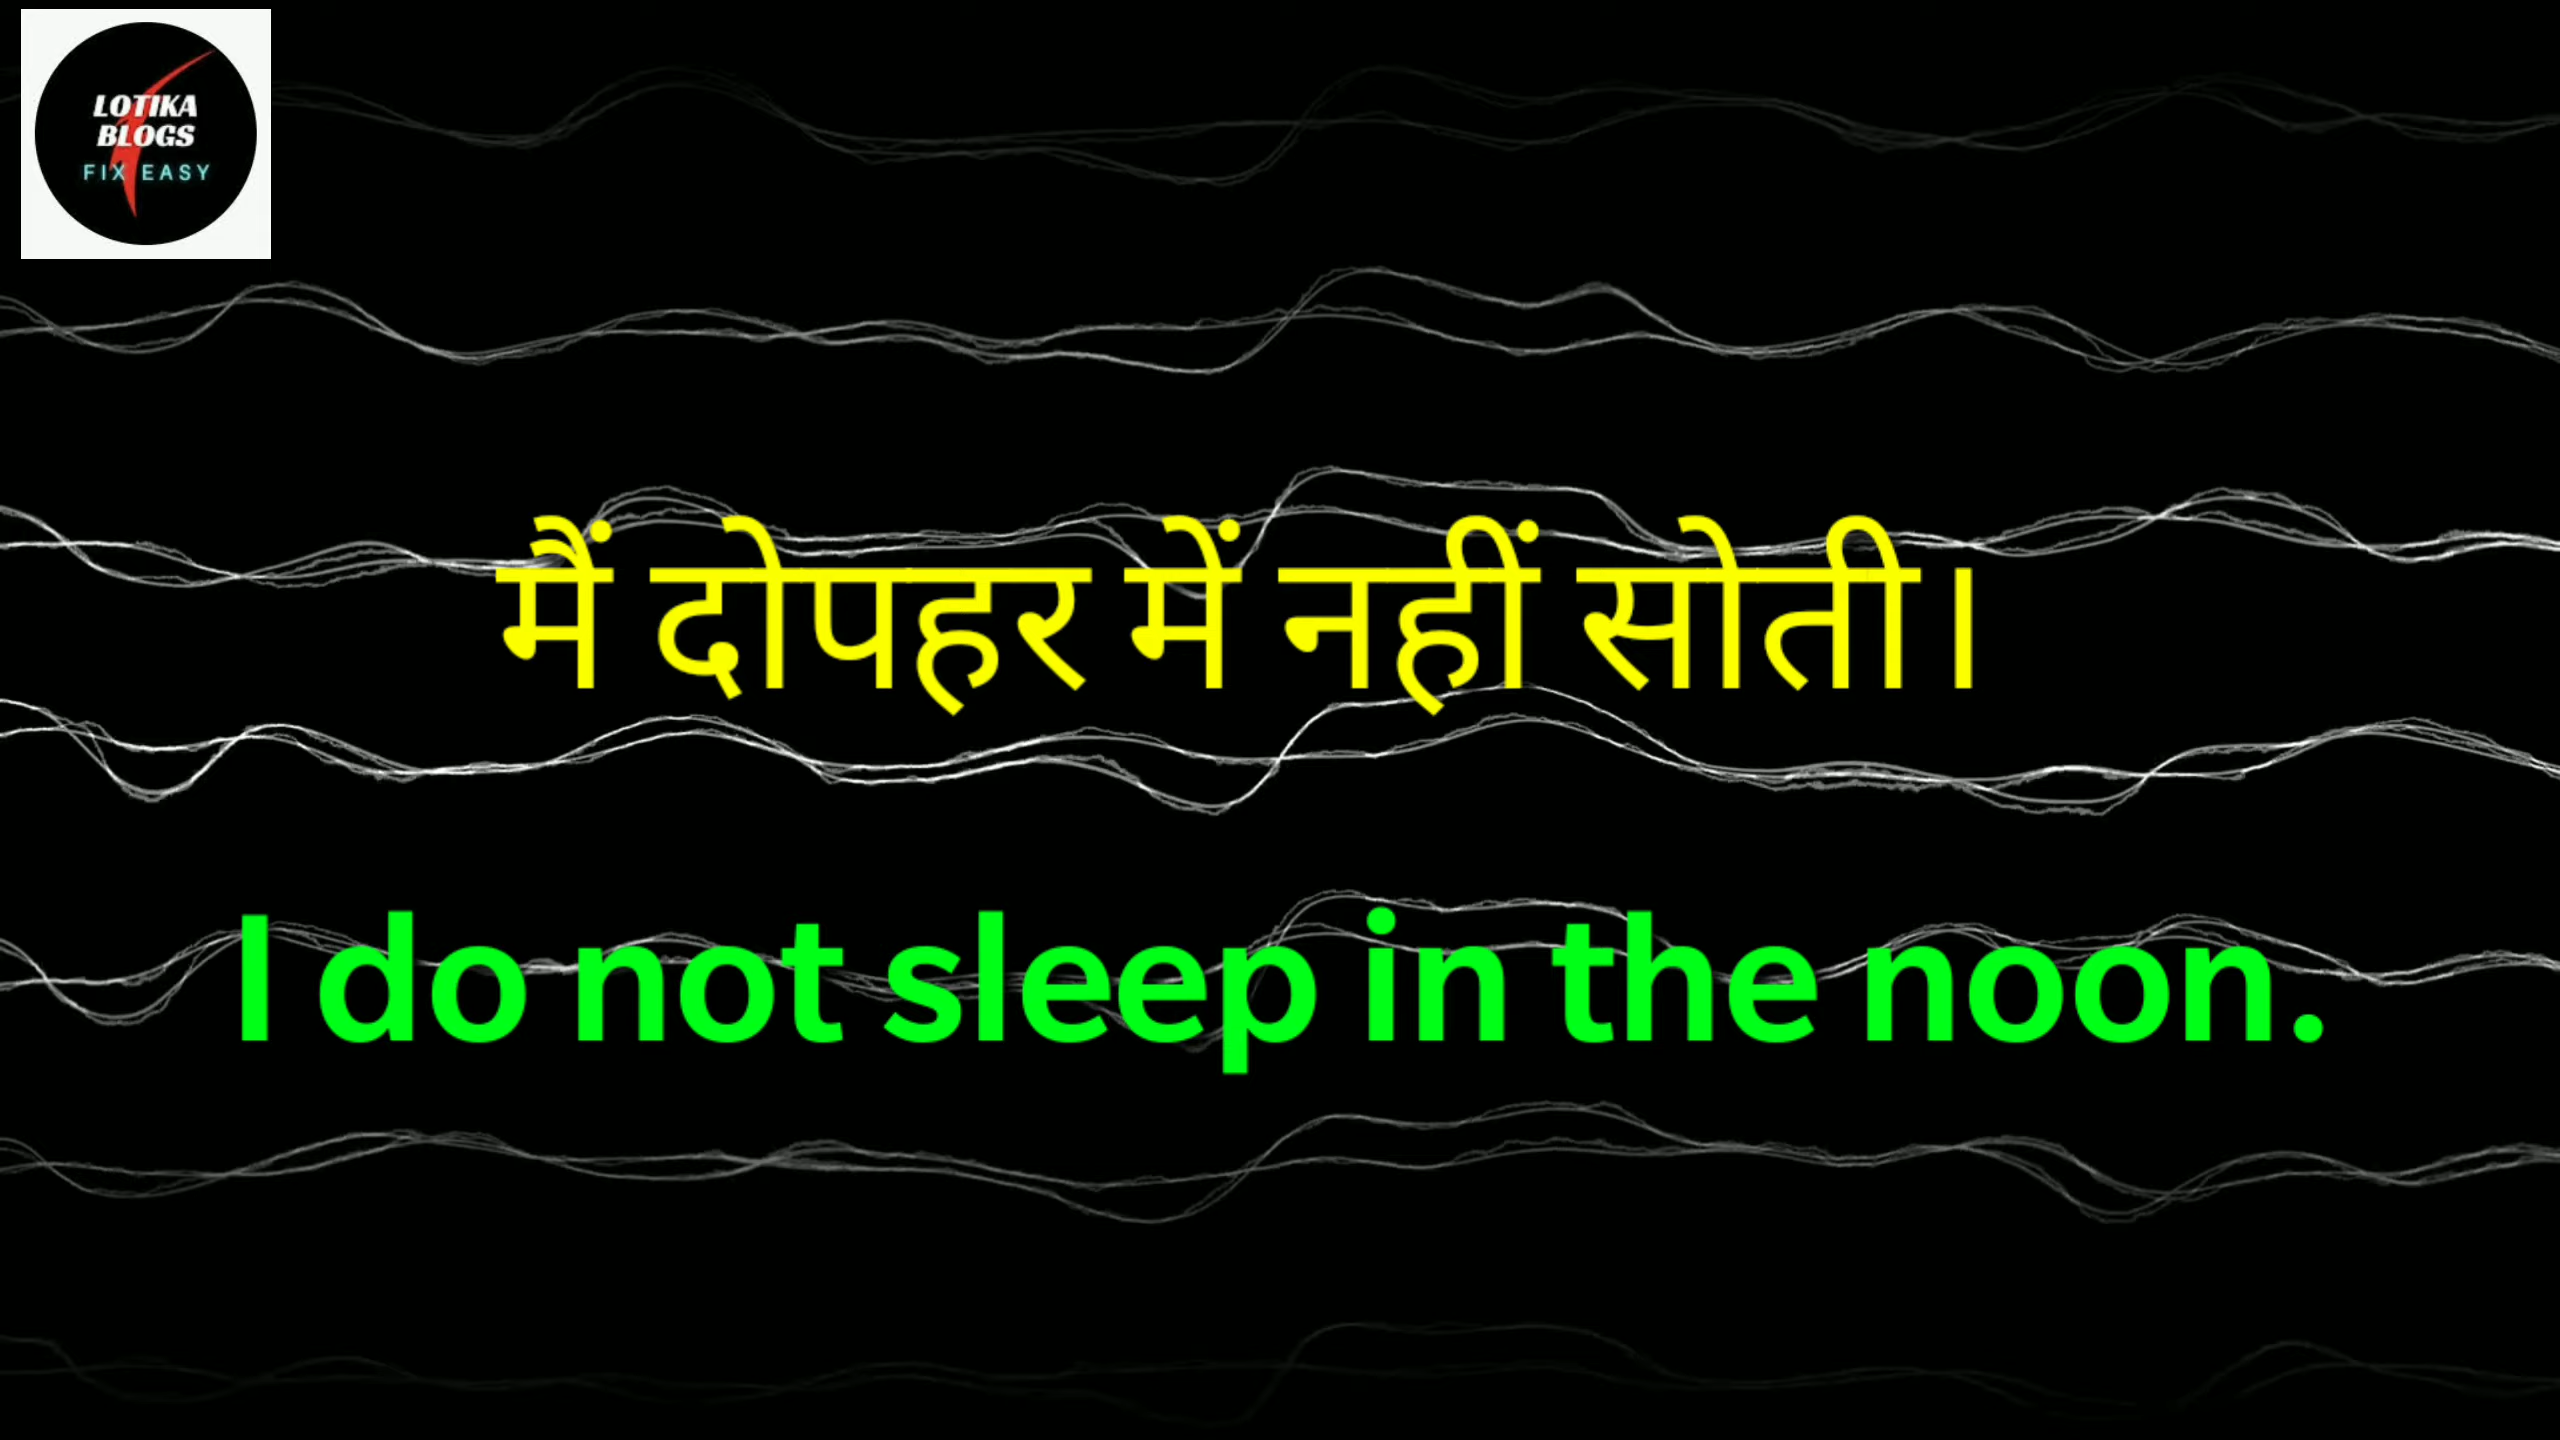 LOTIKA
BLOGS
FIX EASY
मैं दोपहर में नहीं सोती।
I do not sleep in the noon.